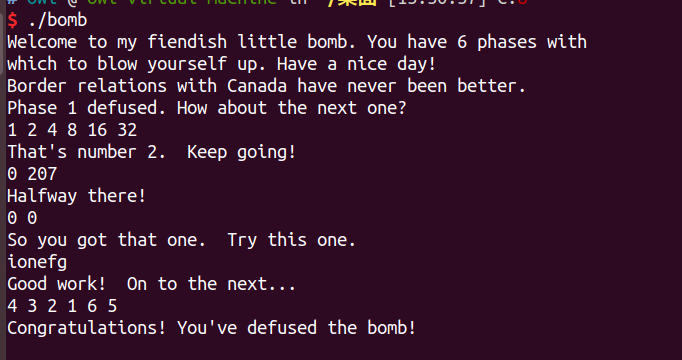 $ ./bomb
Welcome to my fiendish little bomb. You have 6 phases with
which to blow yourself up. Have a nice day!
Border relations with Canada have never been better.
Phase 1 defused. How about the next one?
1 2 4 8 16 32
That's number 2.  Keep going!
0 207
Halfway there!
0 0
So you got that one.  Try this one.
ionefg
Good work!  On to the next...
4 3 2 1 6 5
Congratulations! You've defused the bomb!